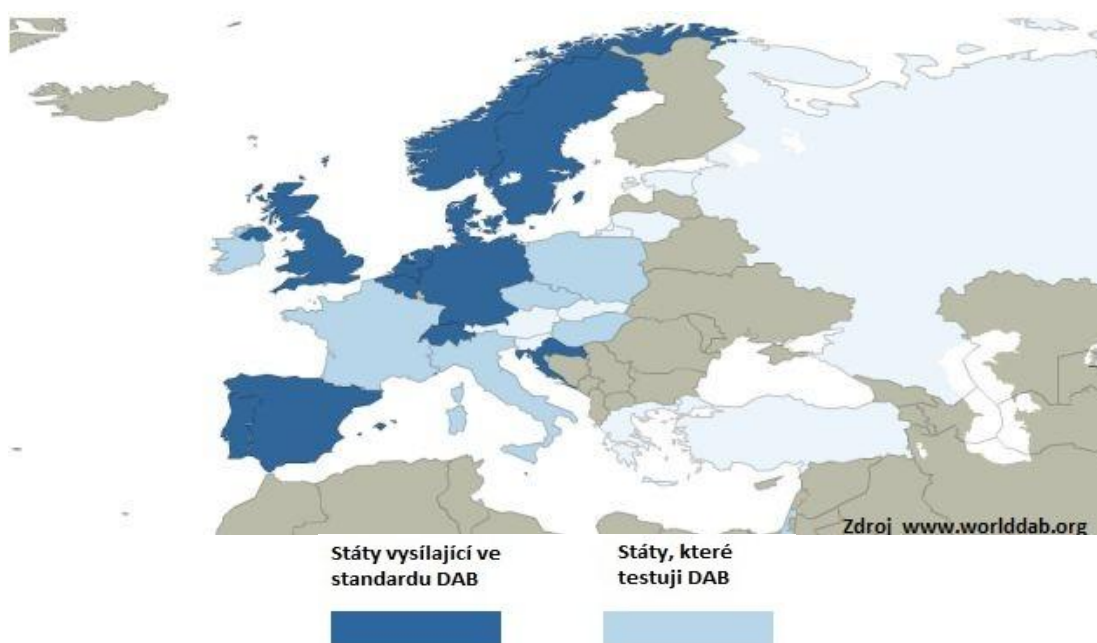 Zdroj www.worlddab.org
Státy vysílající ve
standardu DAB
Státy, které
testuji DAB